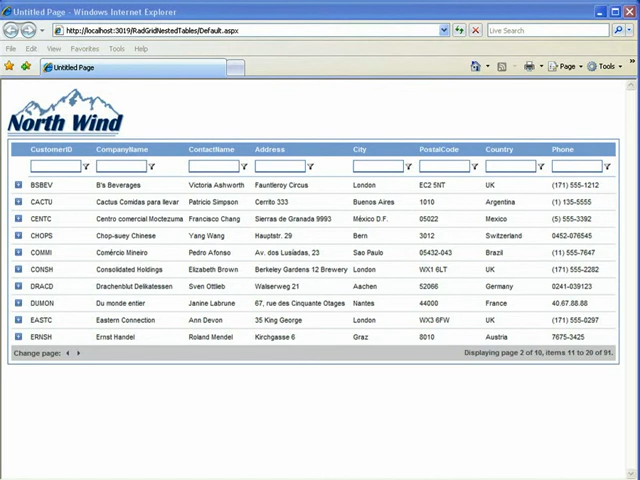 Untitled Page - Windows Internet Explorer
http://localhost:3019/RadGridNestedTables/Default.aspx
Live Search
File Edit View Favorites Tools Help
Untitled Page
Page Tools
North Wind
CustomerID CompanyName ContactName Address City PostalCode Country Phone
BSBEV B's Beverages Victoria Ashworth Fauntleroy Circus London EC2 5NT UK (171) 555-1212
CACTU Cactus Comidas para llevar Patricio Simpson Cerrito 333 Buenos Aires 1010 Argentina (1) 135-5555
CENTC Centro comercial Moctezuma Francisco Chang Sierras de Granada 9993 México D.F. 05022 Mexico (5) 555-3392
CHOPS Chop-suey Chinese Yang Wang Hauptstr. 29 Bern 3012 Switzerland 0452-076545
COMMI Comércio Mineiro Pedro Afonso Av. dos Lusíadas, 23 Sao Paulo 05432-043 Brazil (11) 555-7647
CONSH Consolidated Holdings Elizabeth Brown Berkeley Gardens 12 Brewery London WX1 6LT UK (171) 555-2282
DRACD Drachenblut Delikatessen Sven Ottlieb Walserweg 21 Aachen 52066 Germany 0241-039123
DUMON Du monde entier Janine Labrune 67, rue des Cinquante Otages Nantes 44000 France 40.67.88.88
EASTC Eastern Connection Ann Devon 35 King George London WX3 6FW UK (171) 555-0297
ERNSH Ernst Handel Roland Mendel Kirchgasse 6 Graz 8010 Austria 7675-3425
Change page: Displaying page 2 of 10, items 11 to 20 of 91.